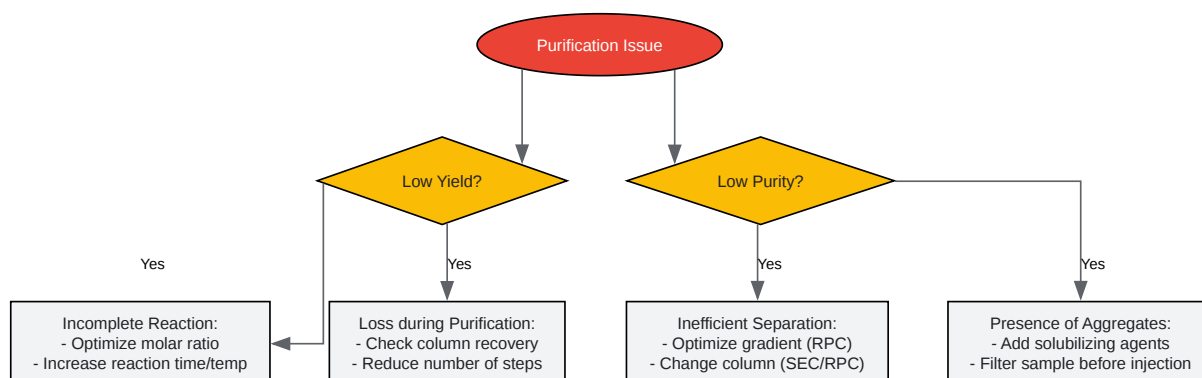 Purification Issue
Low Yield?
Low Purity?
Yes
Yes
Yes
Yes
Incomplete Reaction:
- Optimize molar ratio
- Increase reaction time/temp
Loss during Purification:
- Check column recovery
- Reduce number of steps
Inefficient Separation:
- Optimize gradient (RPC)
- Change column (SEC/RPC)
Presence of Aggregates:
- Add solubilizing agents
- Filter sample before injection